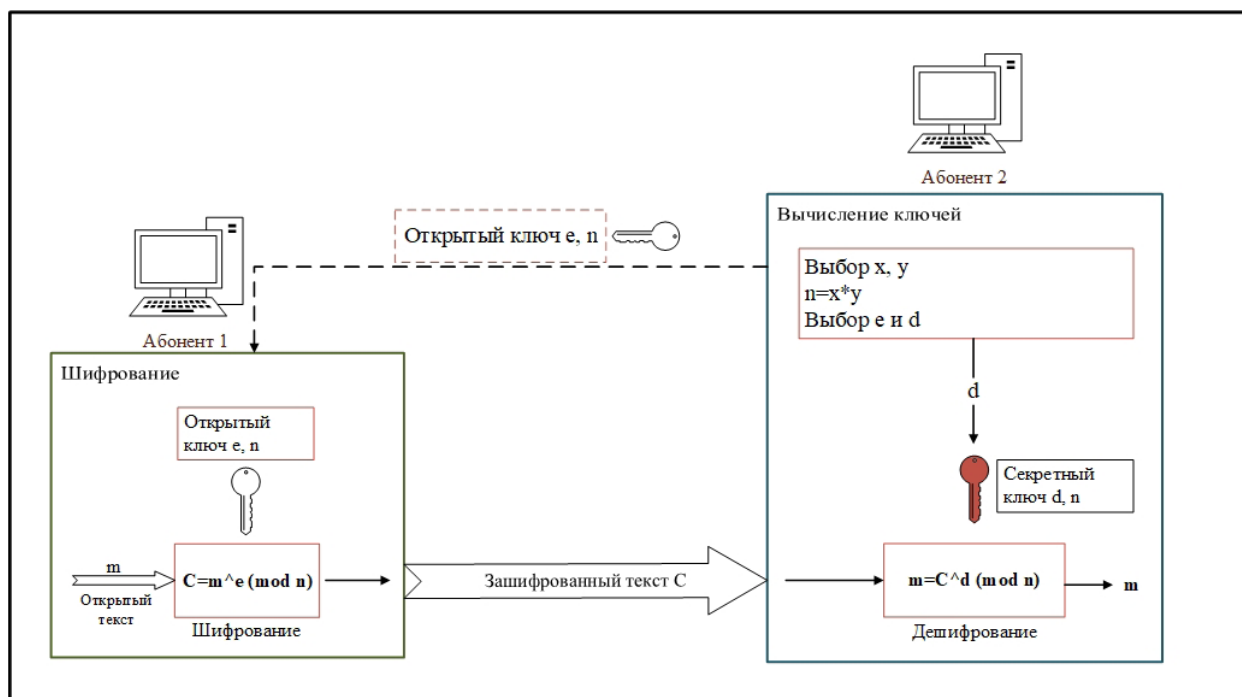 Абонент 2
Вычисление ключей
Открытый ключ e, n
Выбор x, y
n=x*y
Выбор e и d
Абонент 1
Шифрование
d
Открытый
ключ e, n
Секретный
ключ d, n
m
Открытый
текст
C=m^e (mod n)
Шифрование
Зашифрованный текст C
m=C^d (mod n)
m
Дешифрование